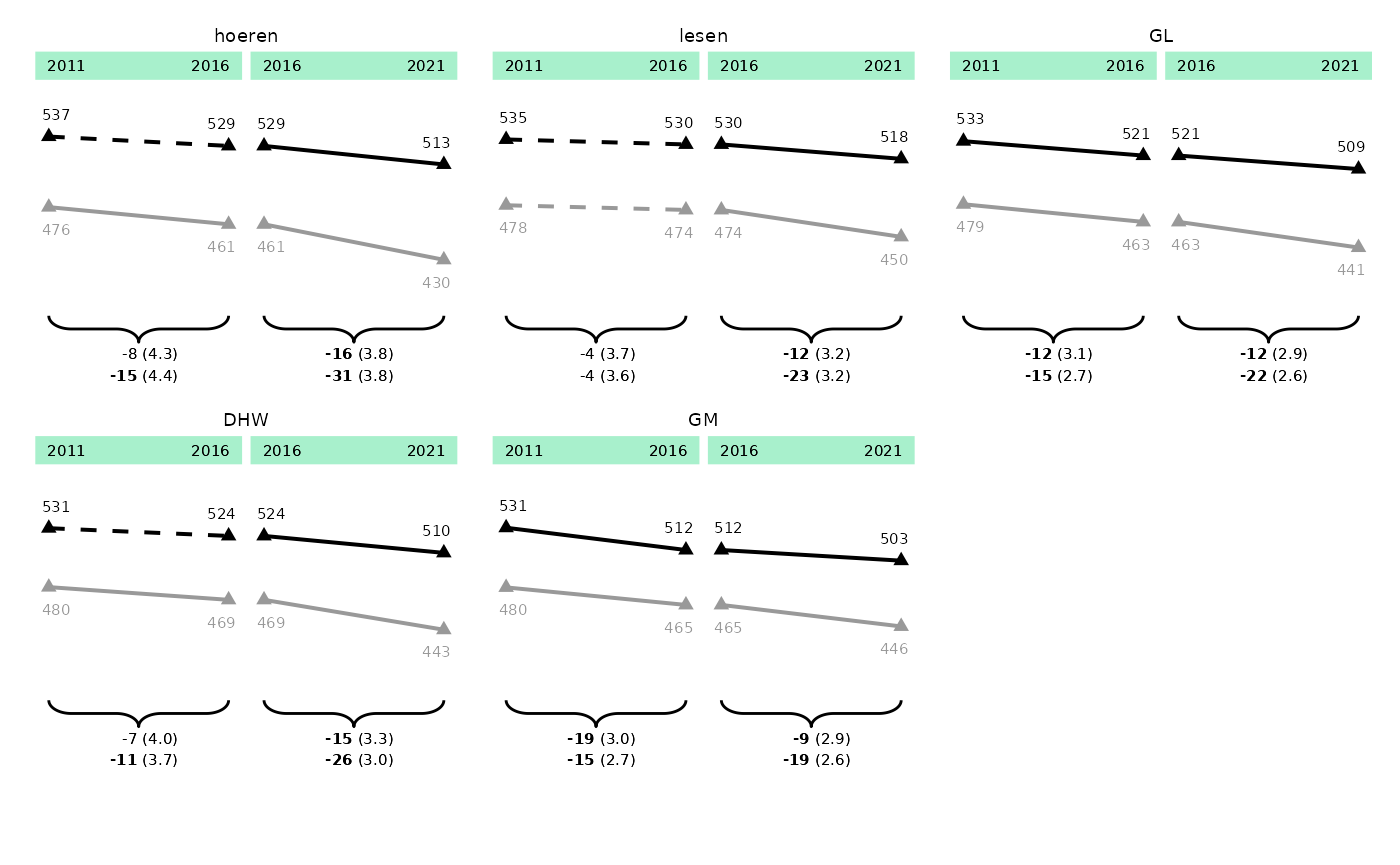 hoeren lesen GL
2011 2016 2016 2021 2011 2016 2016 2021 2011 2016 2016 2021
537 529 529 513 535 530 530 518 533 521 521 509
476 461 461 430 478 474 474 450 479 463 463 441
-8 (4.3) -16 (3.8) -4 (3.7) -12 (3.2) -12 (3.1) -12 (2.9)
-15 (4.4) -31 (3.8) -4 (3.6) -23 (3.2) -15 (2.7) -22 (2.6)
DHW GM
2011 2016 2016 2021 2011 2016 2016 2021
531 524 524 510 531 512 512 503
480 469 469 443 480 465 465 446
-7 (4.0) -15 (3.3) -19 (3.0) -9 (2.9)
-11 (3.7) -26 (3.0) -15 (2.7) -19 (2.6)